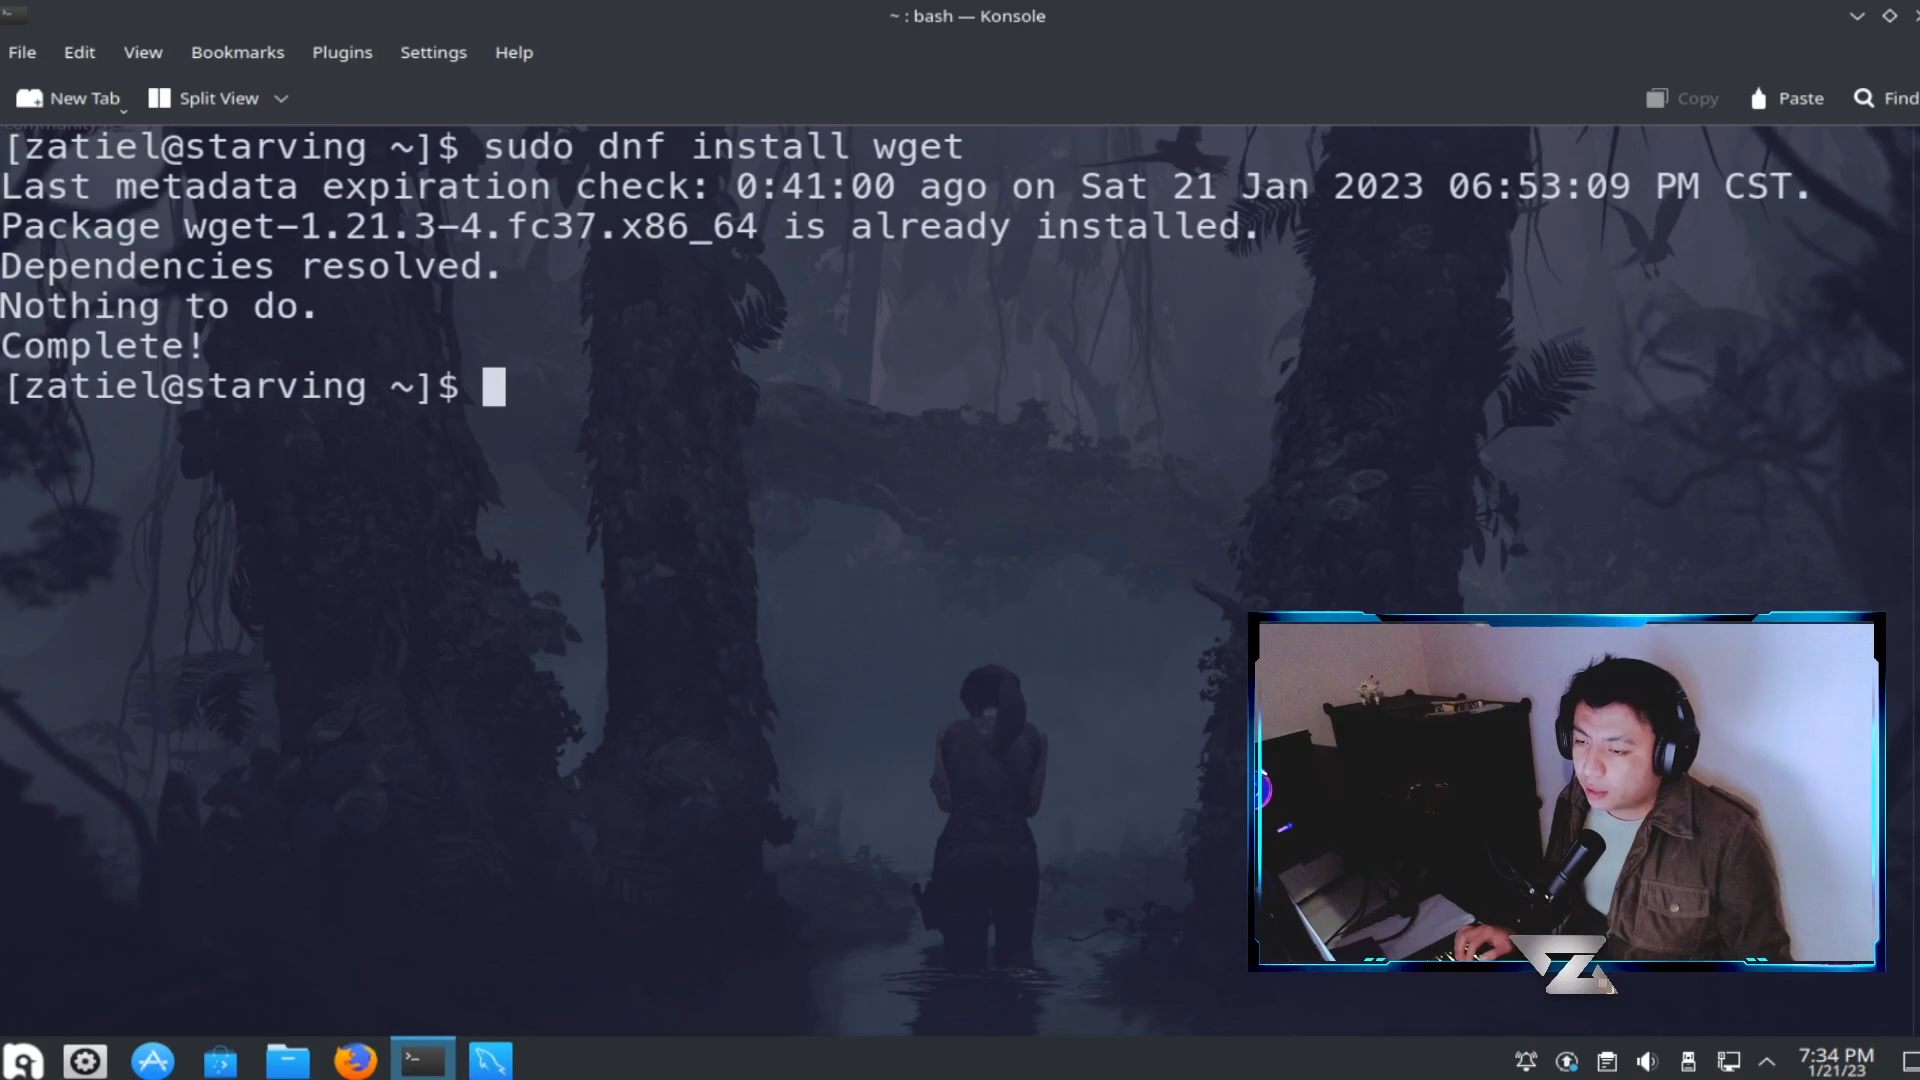 ~ : bash — Konsole
File Edit View Bookmarks Plugins Settings Help
New Tab Split View Copy Paste Find
[zatiel@starving ~]$ sudo dnf install wget
Last metadata expiration check: 0:41:00 ago on Sat 21 Jan 2023 06:53:09 PM CST.
Package wget-1.21.3-4.fc37.x86_64 is already installed.
Dependencies resolved.
Nothing to do.
Complete!
[zatiel@starving ~]$
7:34 PM
1/21/23